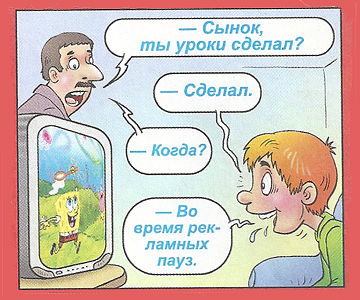 — Сынок,
ты уроки сделал?
— Сделал.
— Когда?
— Во
время рек-
ламных
пауз.